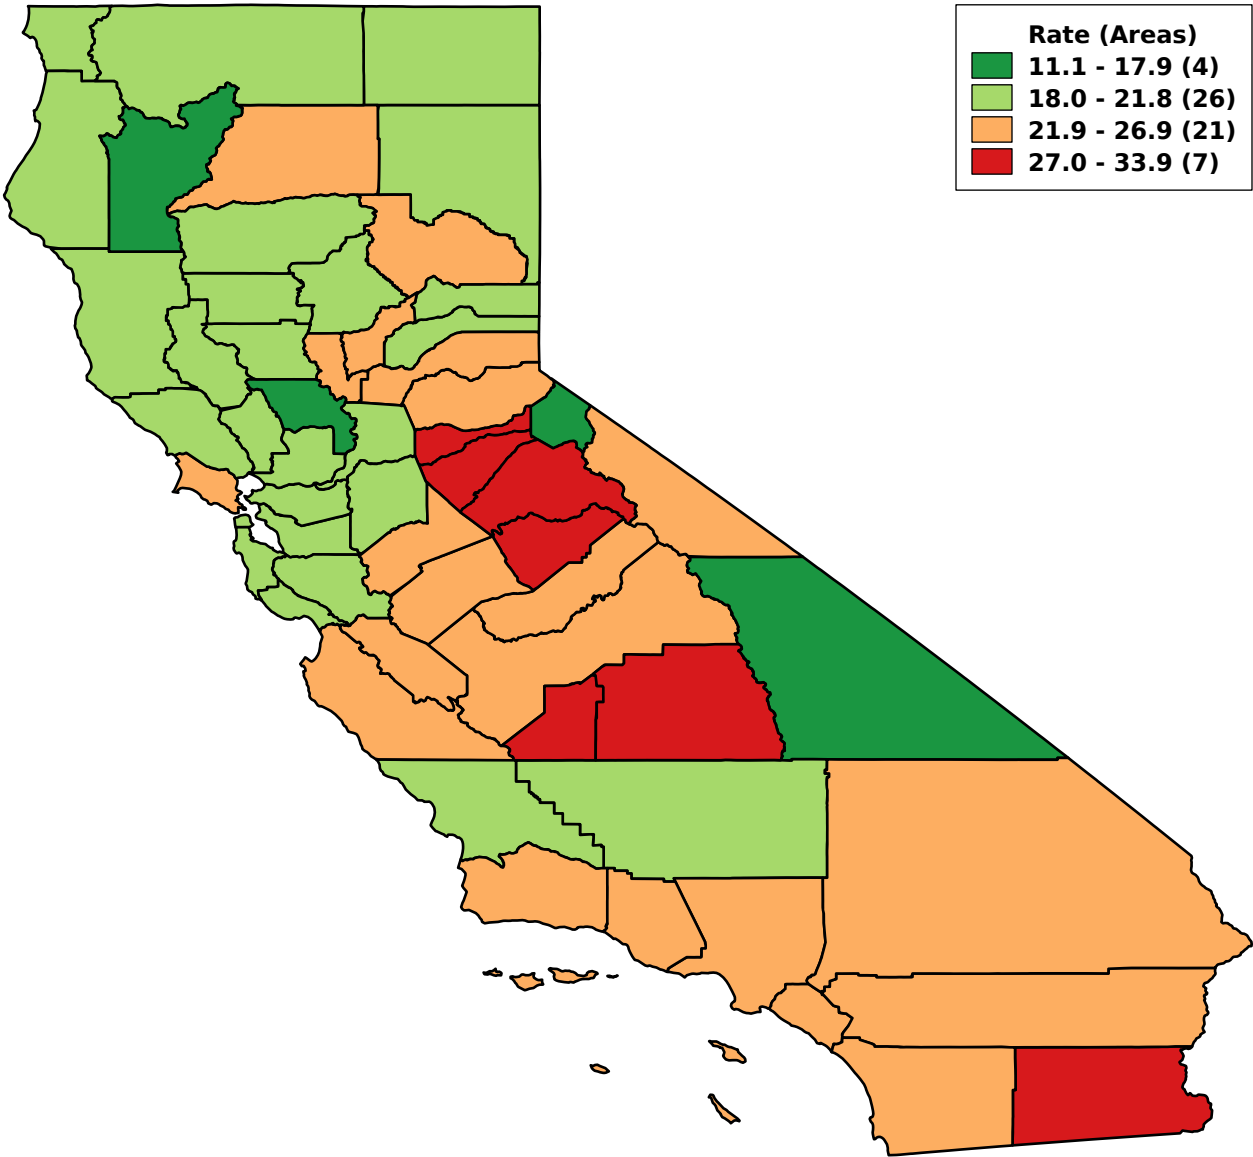 Rate (Areas)
11.1 - 17.9 (4)
18.0 - 21.8 (26)
21.9 - 26.9 (21)
27.0 - 33.9 (7)